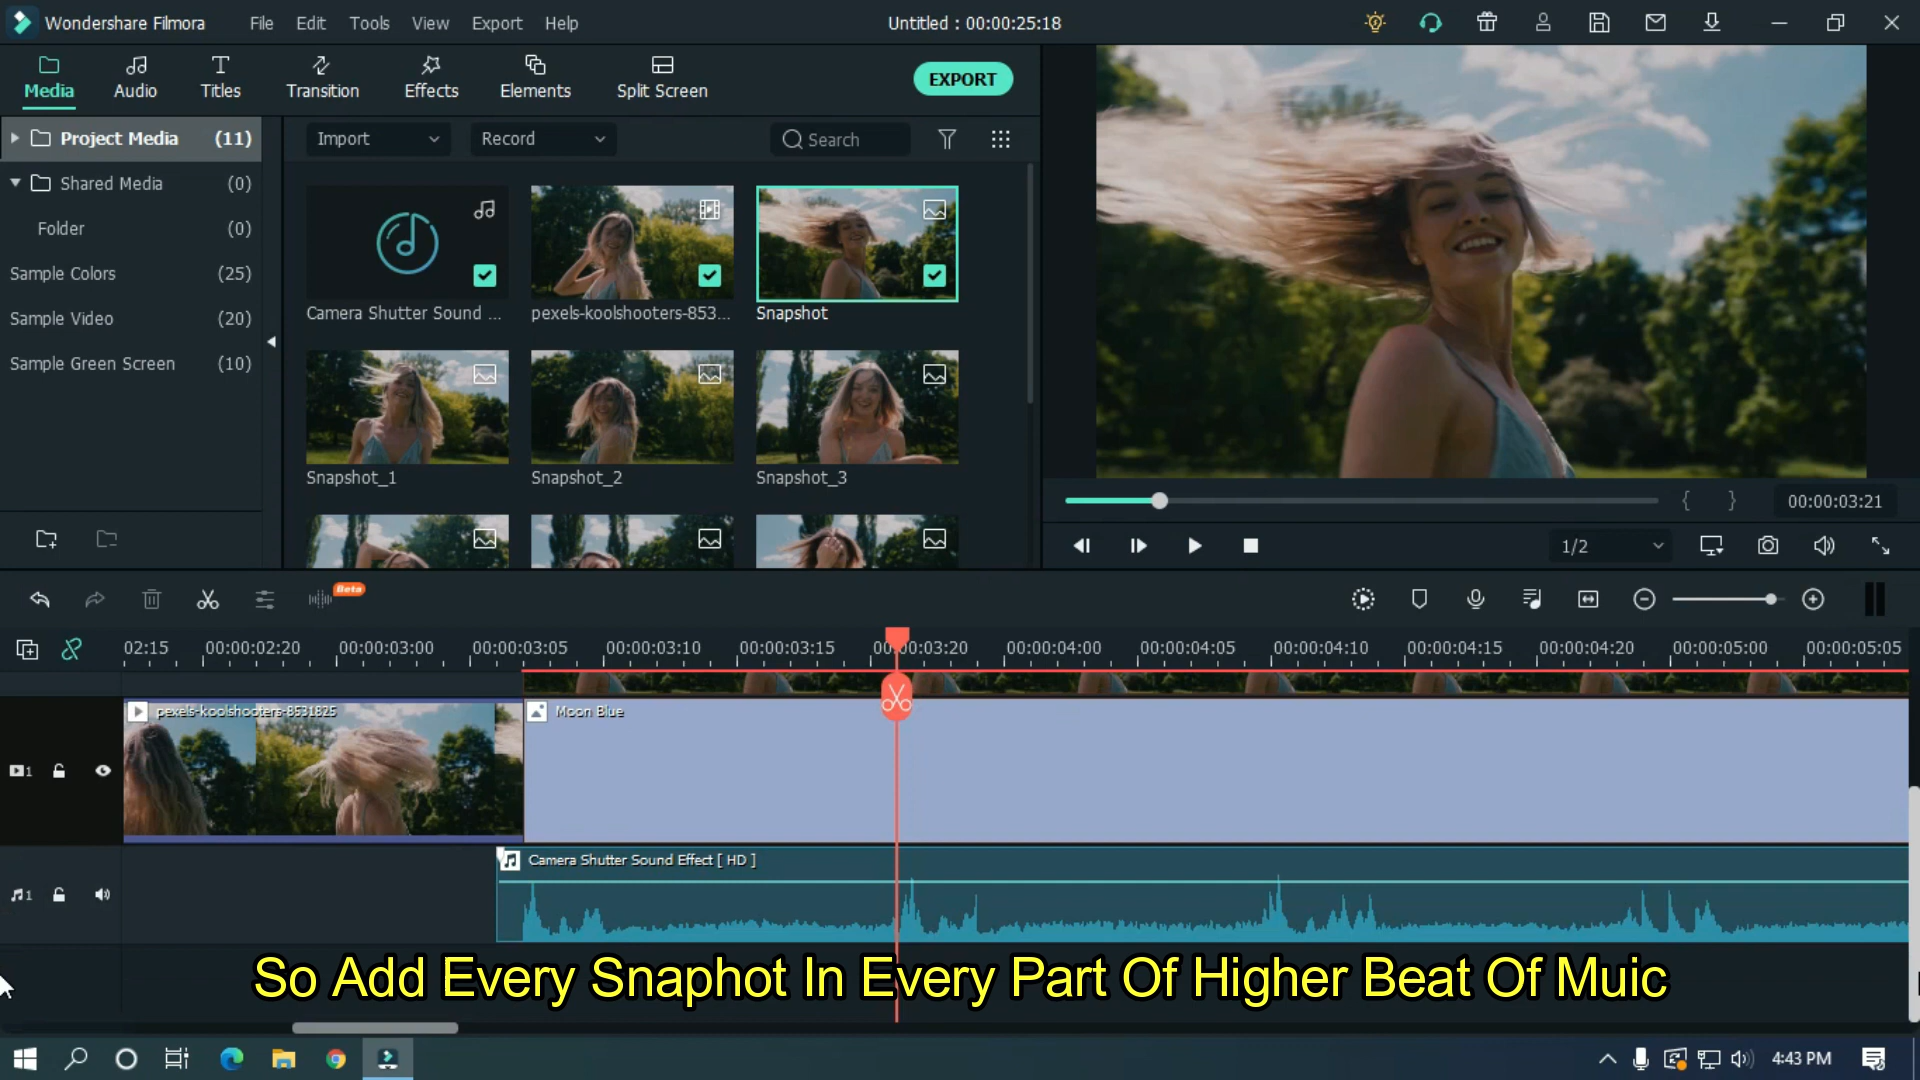 Wondershare Filmora File Edit Tools View Export Help Untitled : 00:00:25:18
Media Audio Titles Transition Effects Elements Split Screen EXPORT
Project Media (11)
Shared Media (0)
Folder (0)
Sample Colors (25)
Sample Video (20)
Sample Green Screen (10)
Import Record Search
Camera Shutter Sound ... pexels-koolshooters-853... Snapshot
Snapshot_1 Snapshot_2 Snapshot_3
00:00:03:21
1/2
Beta
02:15 00:00:02:20 00:00:03:00 00:00:03:05 00:00:03:10 00:00:03:15 00:00:03:20 00:00:04:00 00:00:04:05 00:00:04:10 00:00:04:15 00:00:04:20 00:00:05:00 00:00:05:05
pexels-koolshooters-8531825 Moon Blue
1
Camera Shutter Sound Effect [ HD ]
1
So Add Every Snaphot In Every Part Of Higher Beat Of Muic
4:43 PM